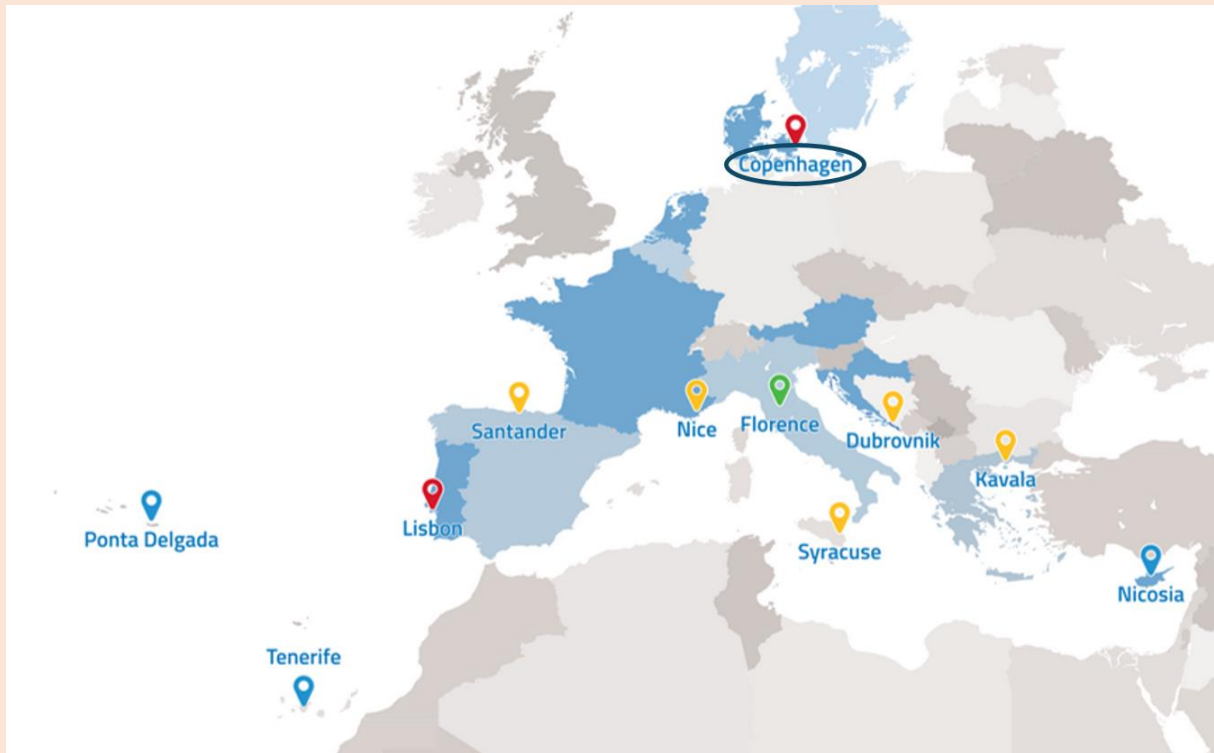 Copenhagen
Santander
Nice
Florence
Dubrovnik
Kavala
Lisbon
Ponta Delgada
Syracuse
Nicosia
Tenerife